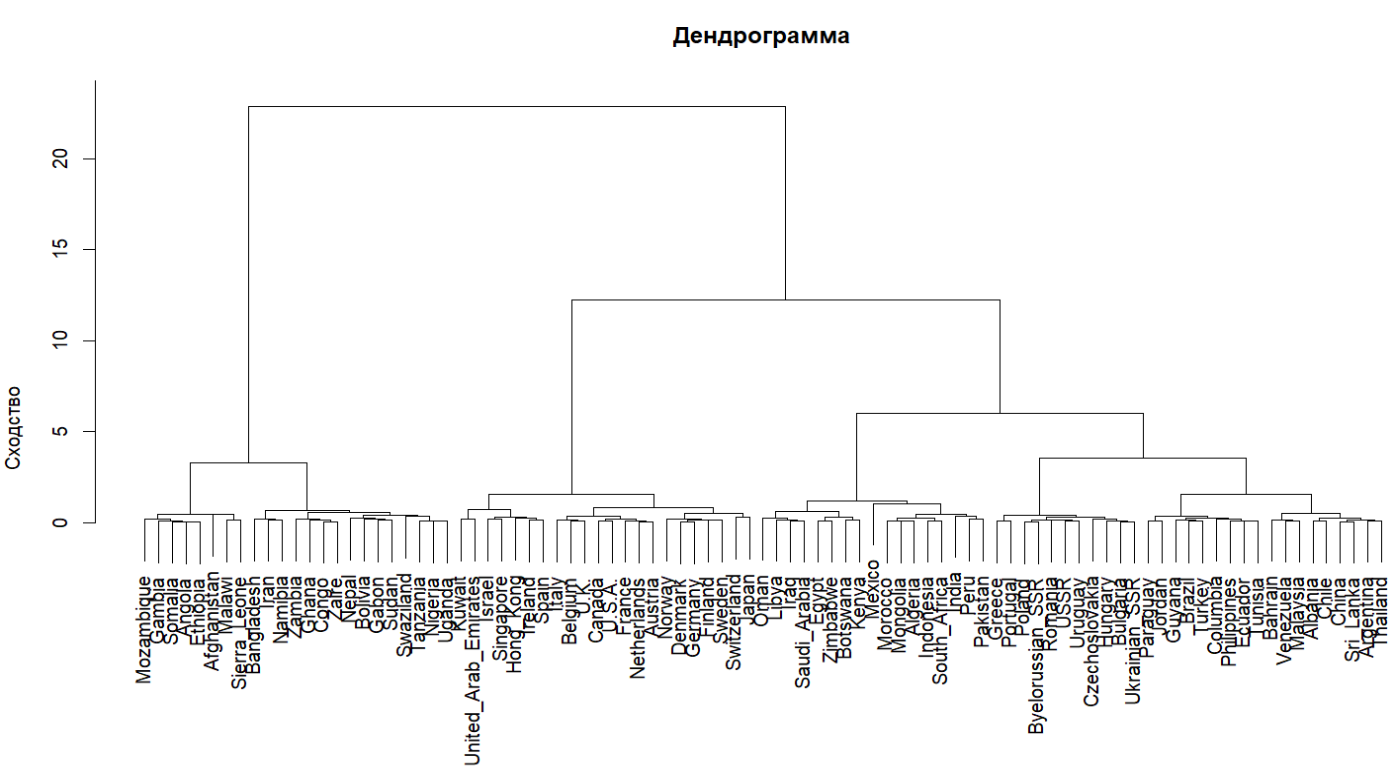 Дендрограмма
Сходство
20
15
10
5
0
Mozambique
Gambia
Somalia
Angola
Ethiopia
Afghanistan
Malawi
Sierra_Leone
Bangladesh
Iran
Namibia
Zambia
Ghana
Congo
Zaire
Nepal
Bolivia
Gabon
Sudan
Swaziland
Tanzania
Nigeria
Uganda
Kuwait
United_Arab_Emirates
Israel
Singapore
Hong_Kong
Ireland
Spain
Italy
Belgium
U.K.
Canada
U.S.A.
France
Netherlands
Austria
Norway
Denmark
Germany
Finland
Sweden
Switzerland
Japan
Oman
Libya
Iraq
Saudi_Arabia
Egypt
Zimbabwe
Botswana
Kenya
Mexico
Morocco
Mongolia
Algeria
Indonesia
South_Africa
India
Peru
Pakistan
Greece
Portugal
Poland
Byelorussian_SSR
Romania
USSR
Uruguay
Czechoslovakia
Hungary
Bulgaria
Ukrainian_SSR
Paraguay
Jordan
Guyana
Brazil
Turkey
Columbia
Philippines
Ecuador
Tunisia
Bahrain
Venezuela
Malaysia
Albania
Chile
China
Sri_Lanka
Argentina
Thailand